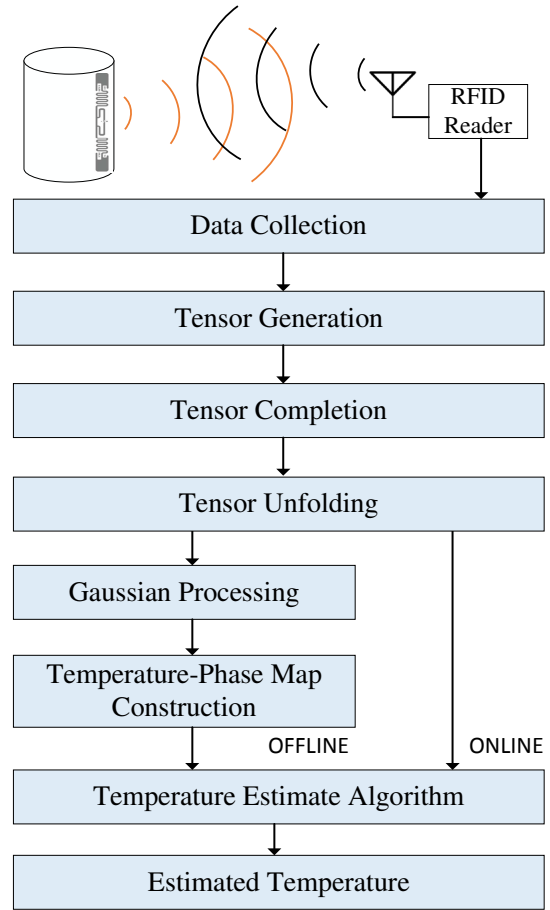 RFID
Reader
Data Collection
Tensor Generation
Tensor Completion
Tensor Unfolding
Gaussian Processing
Temperature-Phase Map
Construction
OFFLINE
ONLINE
Temperature Estimate Algorithm
Estimated Temperature